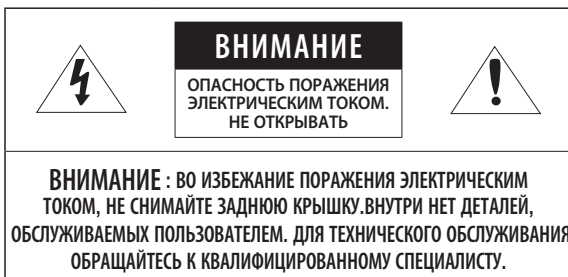 ВНИМАНИЕ
ОПАСНОСТЬ ПОРАЖЕНИЯ
ЭЛЕКТРИЧЕСКИМ ТОКОМ.
НЕ ОТКРЫВАТЬ
ВНИМАНИЕ : ВО ИЗБЕЖАНИЕ ПОРАЖЕНИЯ ЭЛЕКТРИЧЕСКИМ
ТОКОМ, НЕ СНИМАЙТЕ ЗАДНЮЮ КРЫШКУ.ВНУТРИ НЕТ ДЕТАЛЕЙ,
ОБСЛУЖИВАЕМЫХ ПОЛЬЗОВАТЕЛЕМ. ДЛЯ ТЕХНИЧЕСКОГО ОБСЛУЖИВАНИЯ
ОБРАЩАЙТЕСЬ К КВАЛИФИЦИРОВАННОМУ СПЕЦИАЛИСТУ.